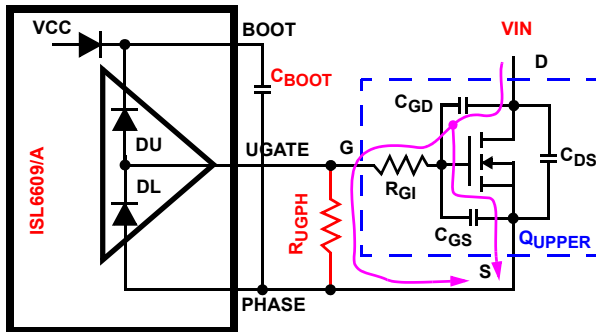 VCC
BOOT
VIN
D
CBOOT
CGD
DU
UGATE
G
CDS
DL
RGI
ISL6609/A
RUGPH
CGS
QUPPER
S
PHASE